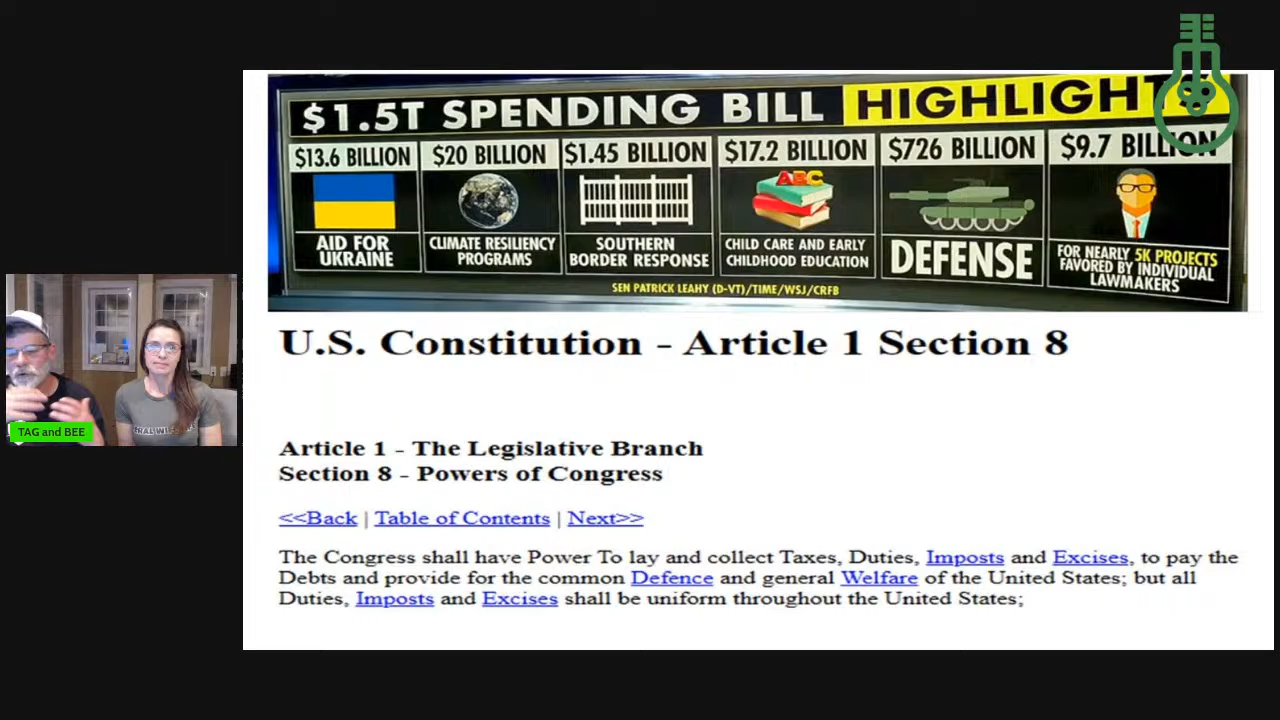 $1.5T SPENDING BILL HIGHLIGHTS
$13.6 BILLION
AID FOR
UKRAINE
$20 BILLION
CLIMATE RESILIENCY
PROGRAMS
$1.45 BILLION
SOUTHERN
BORDER RESPONSE
$17.2 BILLION
ABC
CHILD CARE AND EARLY
CHILDHOOD EDUCATION
$726 BILLION
DEFENSE
$9.7 BILLION
FOR NEARLY 5K PROJECTS
FAVORED BY INDIVIDUAL
LAWMAKERS
SEN PATRICK LEAHY (D-VT)/TIME/WSJ/CRFB
U.S. Constitution - Article 1 Section 8
Article 1 - The Legislative Branch
Section 8 - Powers of Congress
<<Back | Table of Contents | Next>>
The Congress shall have Power To lay and collect Taxes, Duties, Imposts and Excises, to pay the
Debts and provide for the common Defence and general Welfare of the United States; but all
Duties, Imposts and Excises shall be uniform throughout the United States;
TAG and BEE